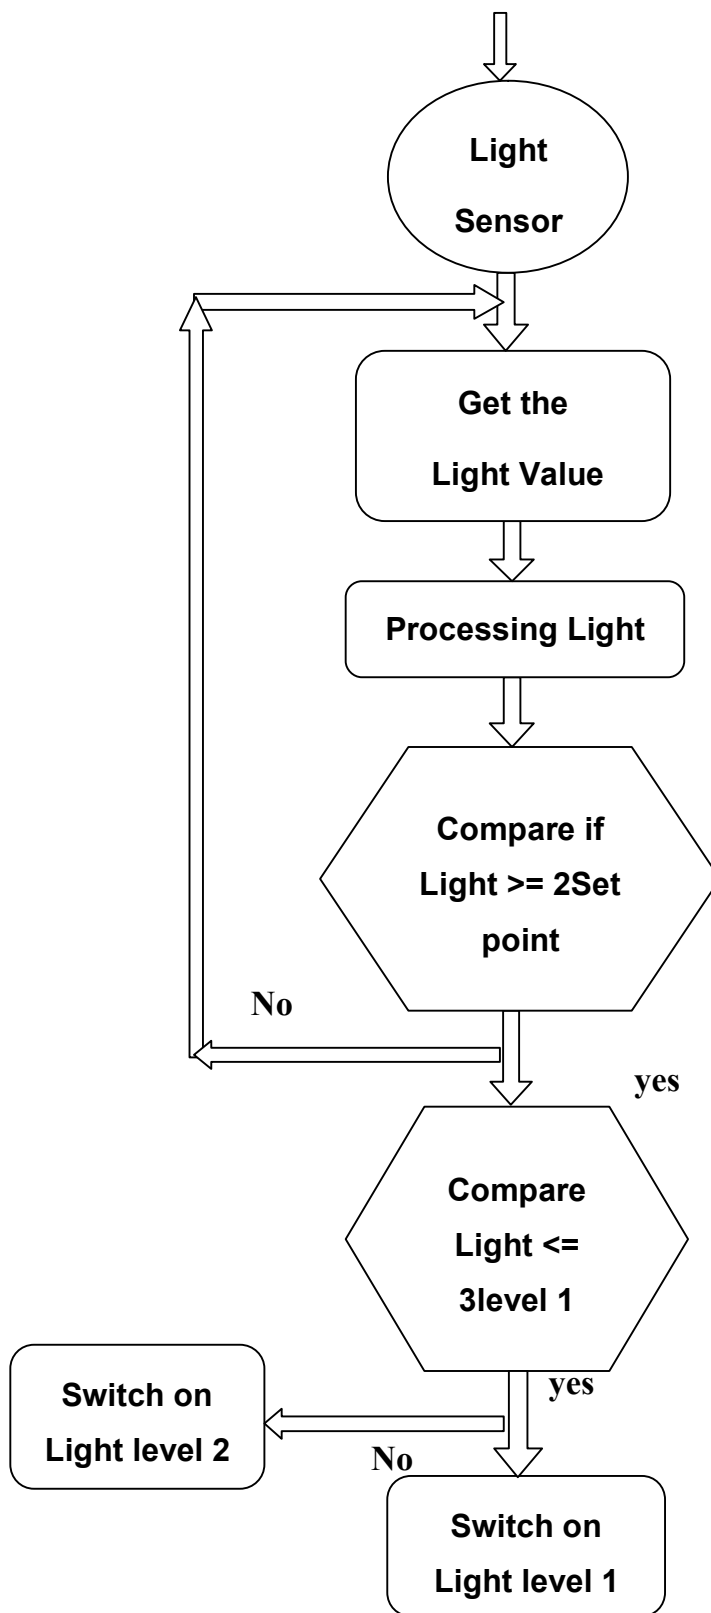 Light
Sensor
Get the
Light Value
Processing Light
Compare if
Light >= 2Set
point
No
yes
Compare
Light <=
3level 1
yes
Switch on
Light level 2
No
Switch on
Light level 1